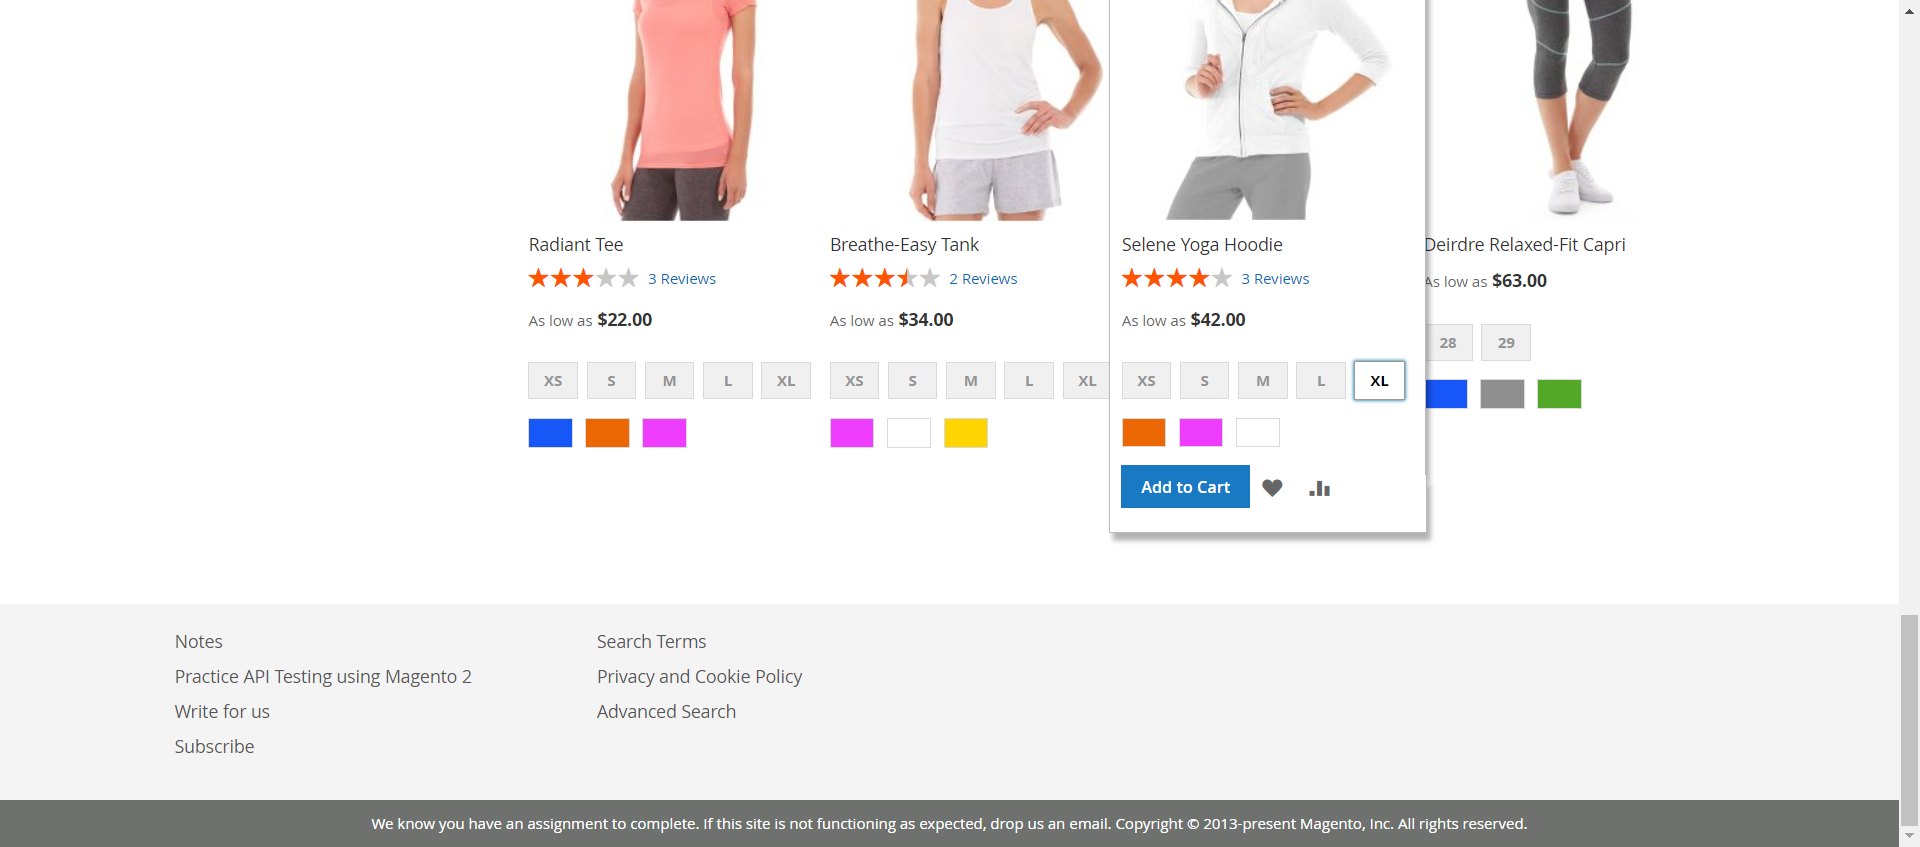 Radiant Tee
3 Reviews
As low as $22.00
XS S M L XL
Breathe-Easy Tank
2 Reviews
As low as $34.00
XS S M L XL
Selene Yoga Hoodie
3 Reviews
As low as $42.00
XS S M L XL
Add to Cart
Deirdre Relaxed-Fit Capri
As low as $63.00
28 29
Notes
Practice API Testing using Magento 2
Write for us
Subscribe
Search Terms
Privacy and Cookie Policy
Advanced Search
We know you have an assignment to complete. If this site is not functioning as expected, drop us an email. Copyright © 2013-present Magento, Inc. All rights reserved.